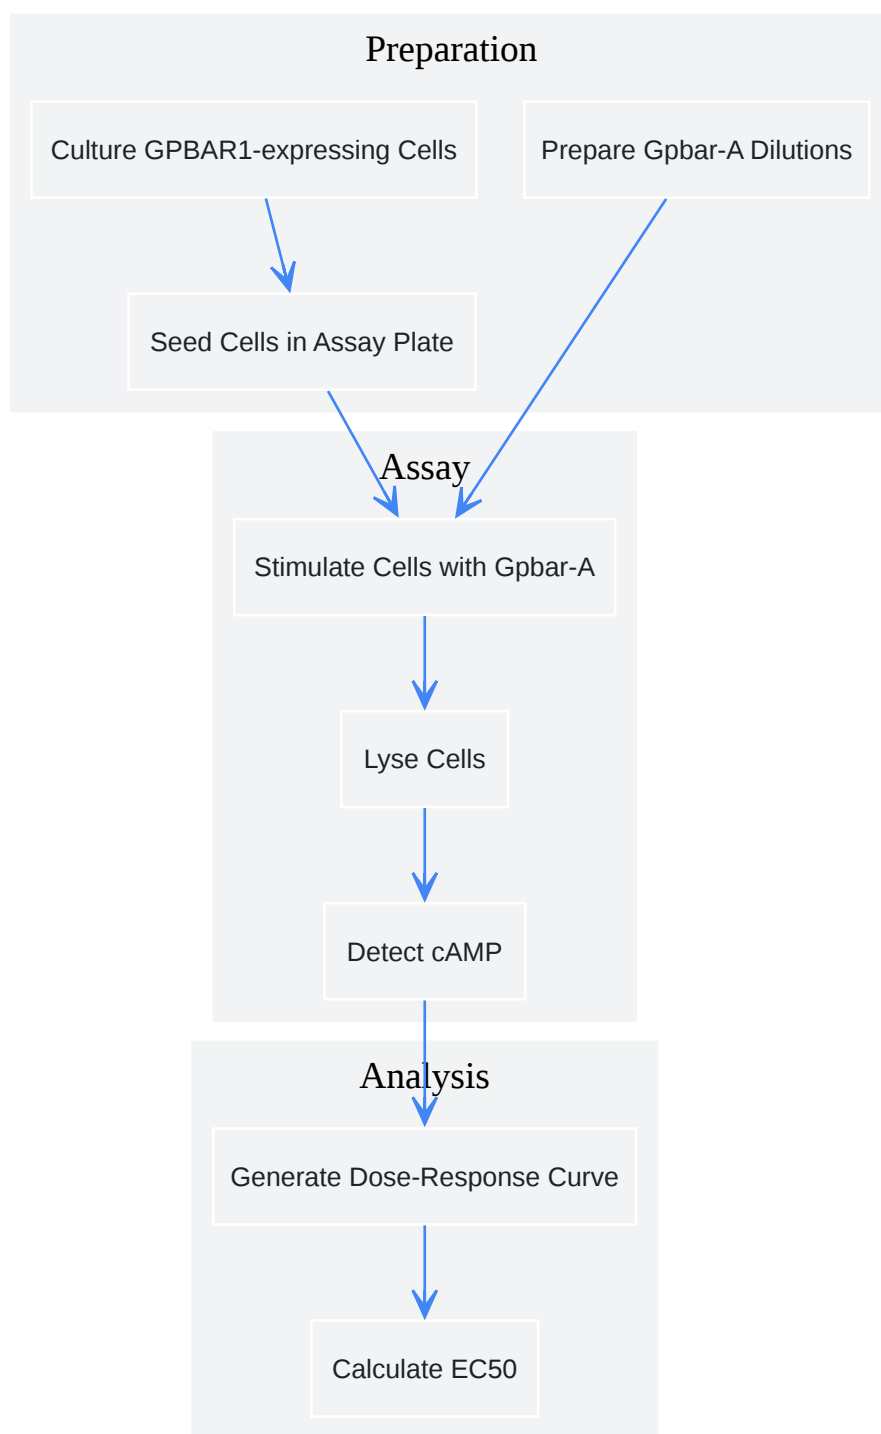 Preparation
Culture GPBAR1-expressing Cells
Prepare Gpbar-A Dilutions
Seed Cells in Assay Plate
Assay
Stimulate Cells with Gpbar-A
Lyse Cells
Detect cAMP
Analysis
Generate Dose-Response Curve
Calculate EC50